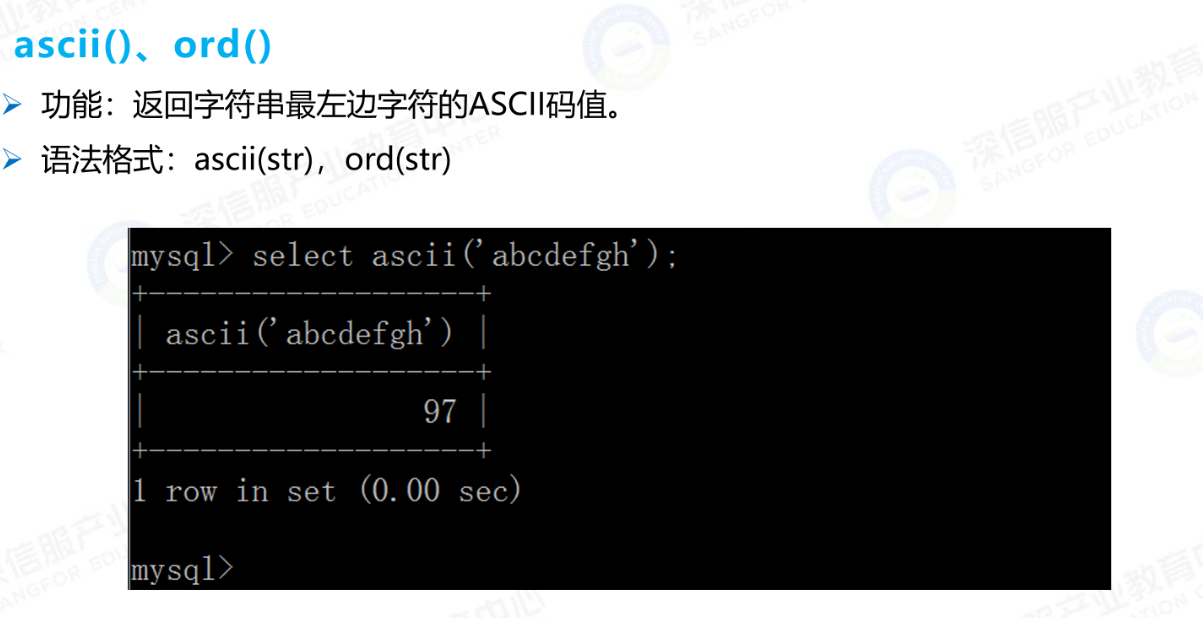 ascii()、ord()
功能：返回字符串最左边字符的ASCII码值。
语法格式：ascii(str)，ord(str)
mysql> select ascii('abcdefgh');
+-------------------+
| ascii('abcdefgh') |
+-------------------+
|                97 |
+-------------------+
1 row in set (0.00 sec)
mysql>
深信服产业教育中心
SANGFOR EDUCATION CENTER